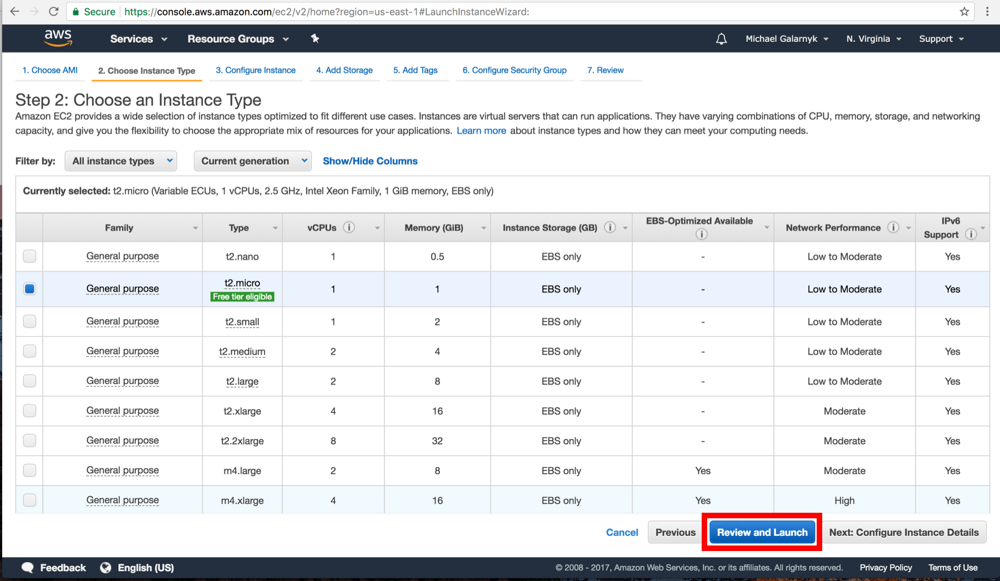 Secure https://console.aws.amazon.com/ec2/v2/home?region=us-east-1#LaunchInstanceWizard:
aws Services Resource Groups Michael Galarnyk N. Virginia Support
1. Choose AMI 2. Choose Instance Type 3. Configure Instance 4. Add Storage 5. Add Tags 6. Configure Security Group 7. Review
Step 2: Choose an Instance Type
Amazon EC2 provides a wide selection of instance types optimized to fit different use cases. Instances are virtual servers that can run applications. They have varying combinations of CPU, memory, storage, and networking
capacity, and give you the flexibility to choose the appropriate mix of resources for your applications. Learn more about instance types and how they can meet your computing needs.
Filter by: All instance types Current generation Show/Hide Columns
Currently selected: t2.micro (Variable ECUs, 1 vCPUs, 2.5 GHz, Intel Xeon Family, 1 GiB memory, EBS only)
Family Type vCPUs i Memory (GiB) Instance Storage (GB) i EBS-Optimized Available i Network Performance i IPv6 Support i
General purpose t2.nano 1 0.5 EBS only - Low to Moderate Yes
General purpose t2.micro Free tier eligible 1 1 EBS only - Low to Moderate Yes
General purpose t2.small 1 2 EBS only - Low to Moderate Yes
General purpose t2.medium 2 4 EBS only - Low to Moderate Yes
General purpose t2.large 2 8 EBS only - Low to Moderate Yes
General purpose t2.xlarge 4 16 EBS only - Moderate Yes
General purpose t2.2xlarge 8 32 EBS only - Moderate Yes
General purpose m4.large 2 8 EBS only Yes Moderate Yes
General purpose m4.xlarge 4 16 EBS only Yes High Yes
Cancel Previous Review and Launch Next: Configure Instance Details
Feedback English (US) © 2008 - 2017, Amazon Web Services, Inc. or its affiliates. All rights reserved. Privacy Policy Terms of Use